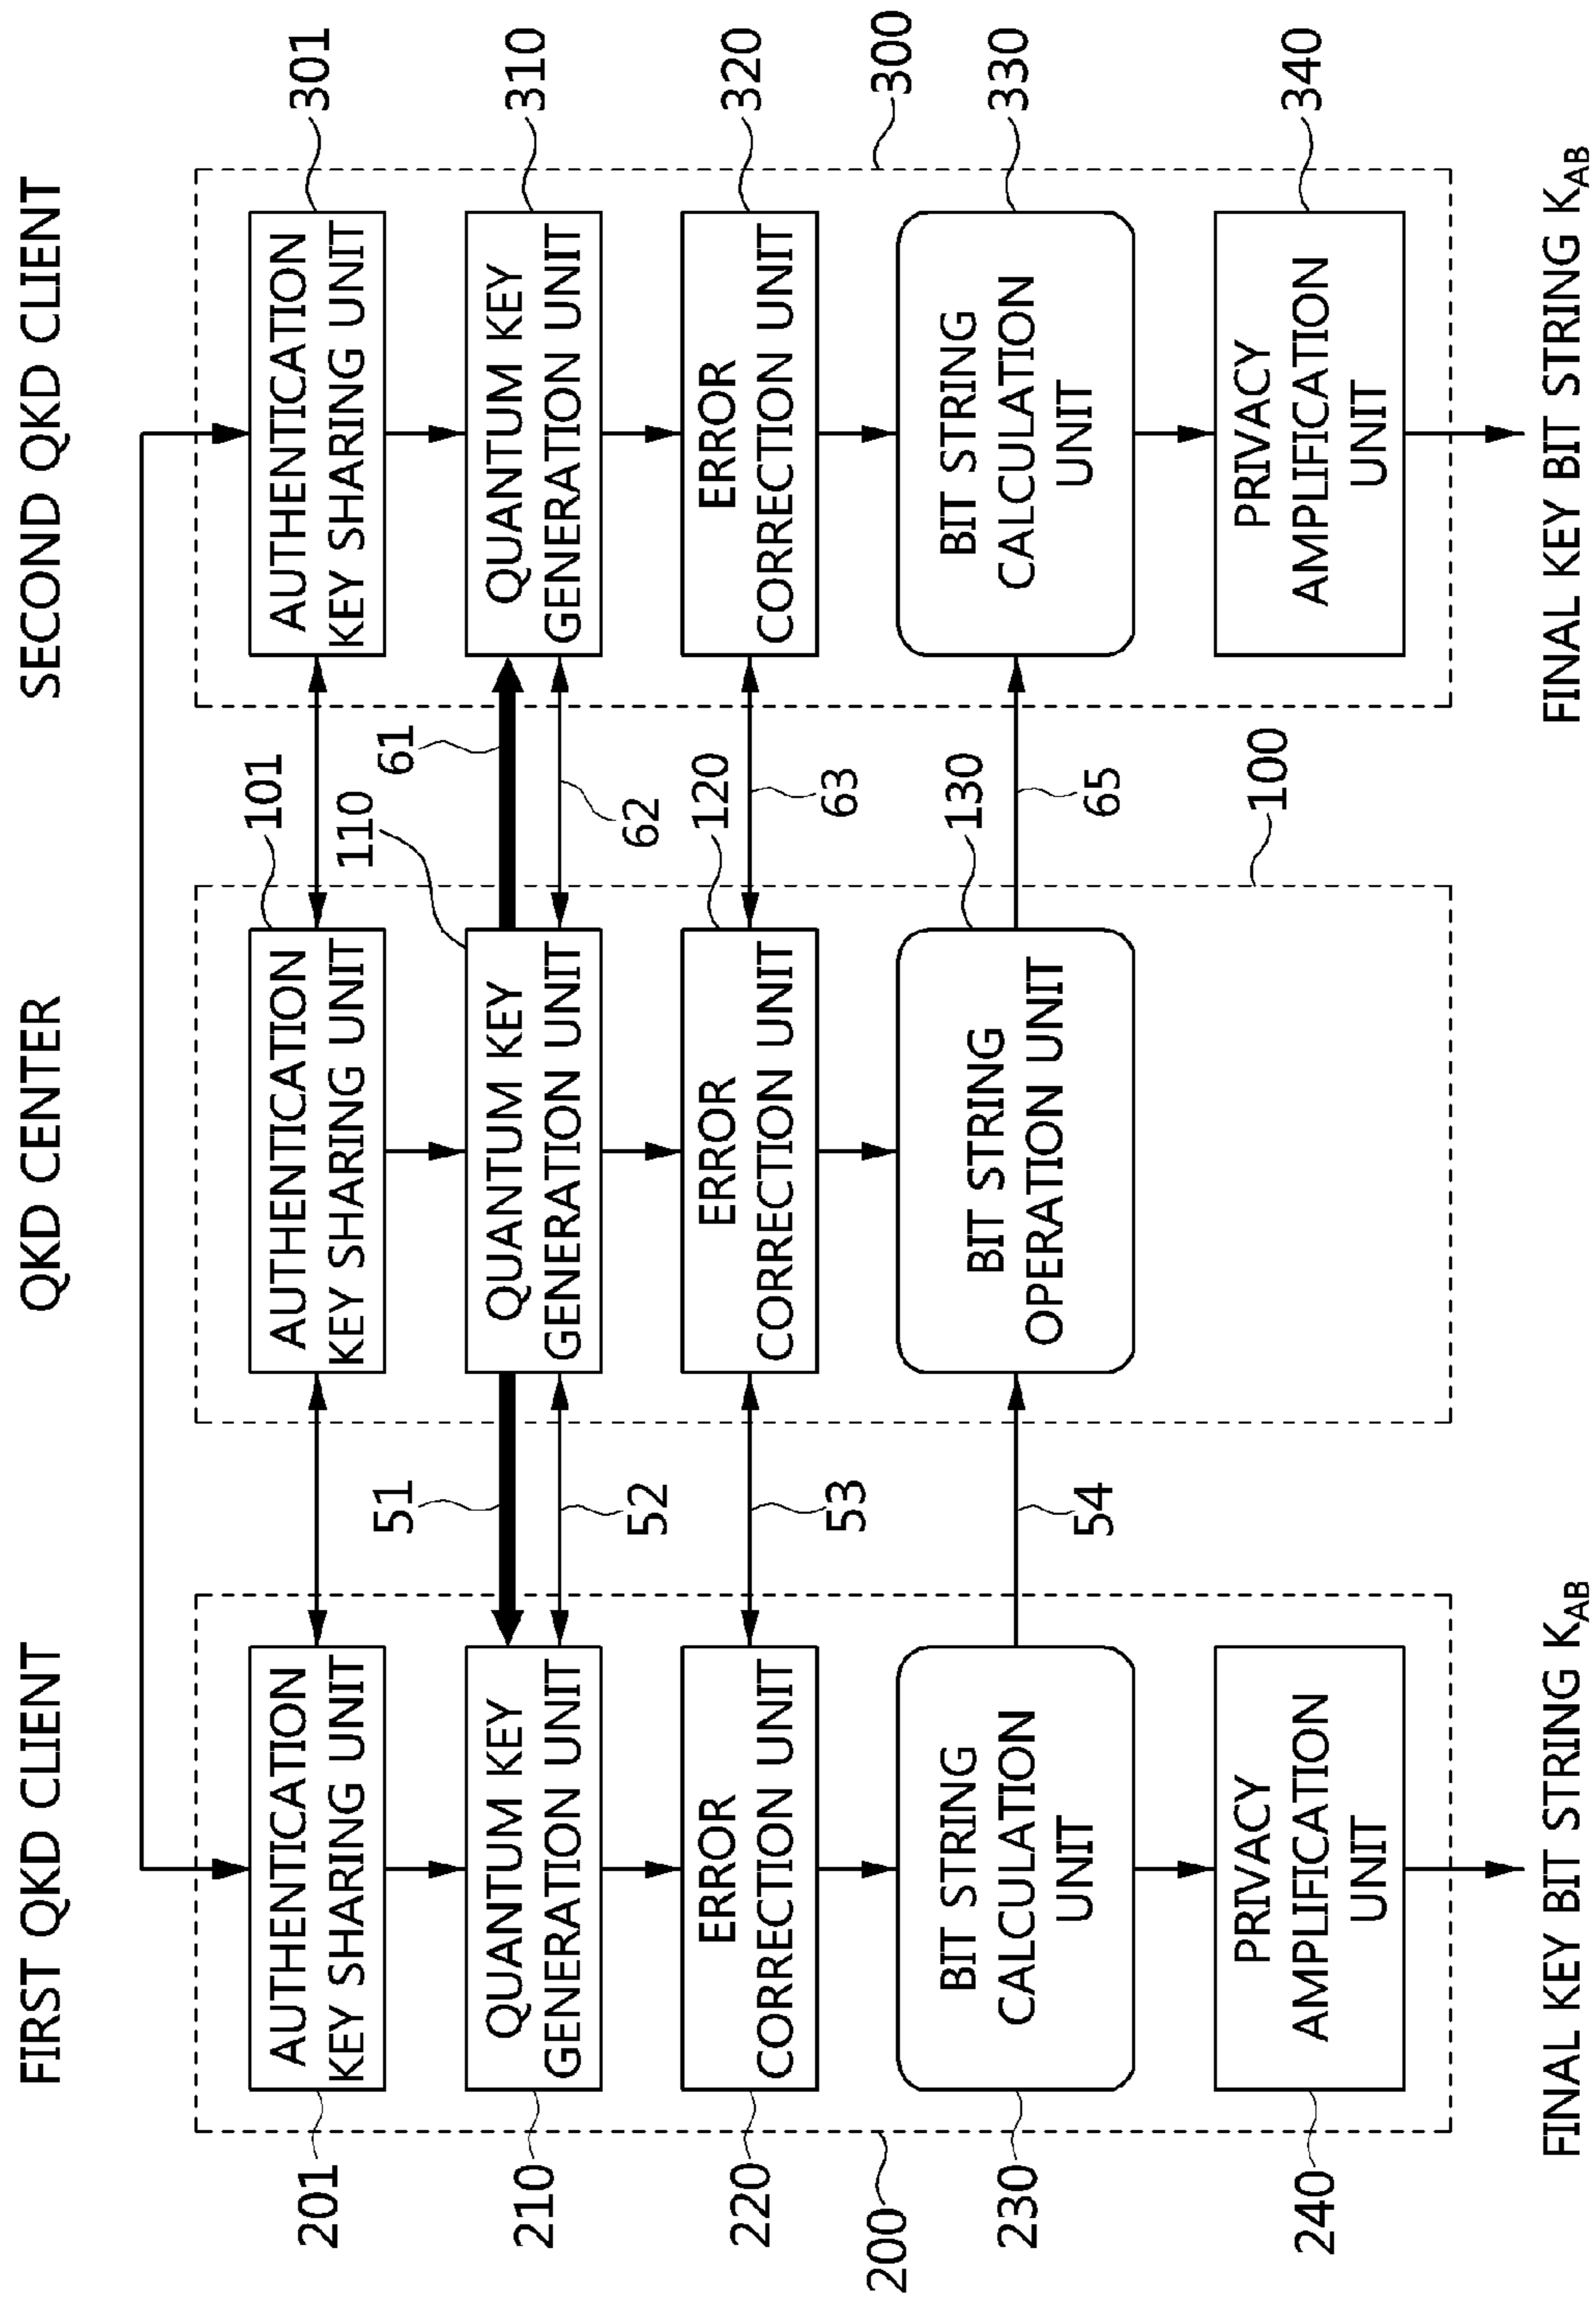 FIRST QKD CLIENT
QKD CENTER
SECOND QKD CLIENT
201
AUTHENTICATION
KEY SHARING UNIT
101
AUTHENTICATION
KEY SHARING UNIT
301
AUTHENTICATION
KEY SHARING UNIT
51
110
61
210
QUANTUM KEY
GENERATION UNIT
QUANTUM KEY
GENERATION UNIT
310
QUANTUM KEY
GENERATION UNIT
52
62
220
ERROR
CORRECTION UNIT
120
ERROR
CORRECTION UNIT
320
ERROR
CORRECTION UNIT
53
63
200
300
230
BIT STRING
CALCULATION
UNIT
130
BIT STRING
OPERATION UNIT
330
BIT STRING
CALCULATION
UNIT
54
65
240
PRIVACY
AMPLIFICATION
UNIT
100
340
PRIVACY
AMPLIFICATION
UNIT
FINAL KEY BIT STRING KAB
FINAL KEY BIT STRING KAB